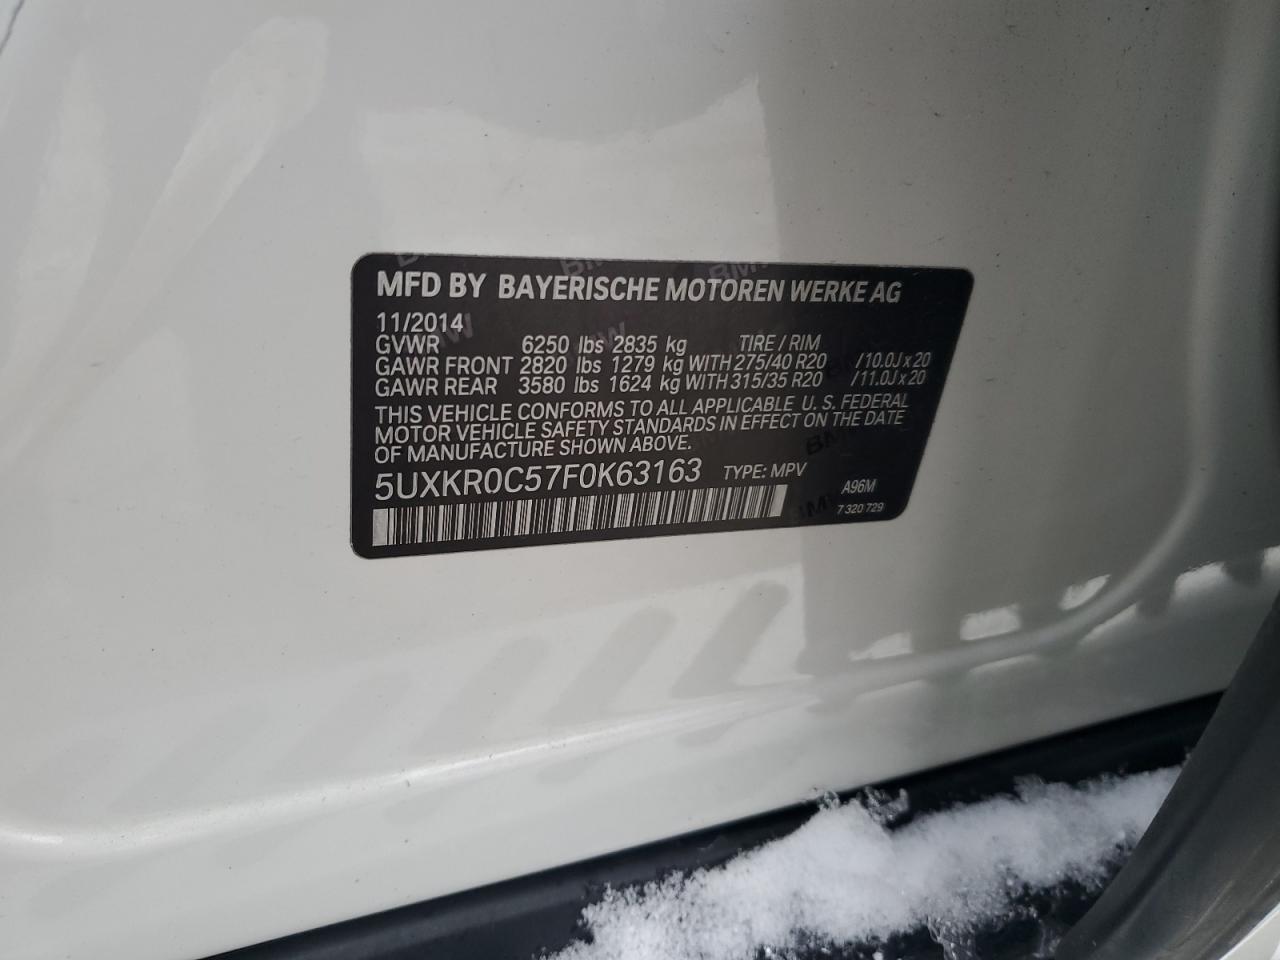 MFD BY BAYERISCHE MOTOREN WERKE AG
11/2014
GVWR 6250 lbs 2835 kg TIRE / RIM
GAWR FRONT 2820 lbs 1279 kg WITH 275/40 R20 /10.0J x 20
GAWR REAR 3580 lbs 1624 kg WITH 315/35 R20 /11.0J x 20
THIS VEHICLE CONFORMS TO ALL APPLICABLE U. S. FEDERAL
MOTOR VEHICLE SAFETY STANDARDS IN EFFECT ON THE DATE
OF MANUFACTURE SHOWN ABOVE.
5UXKR0C57F0K63163 TYPE: MPV
A96M
7 320 729